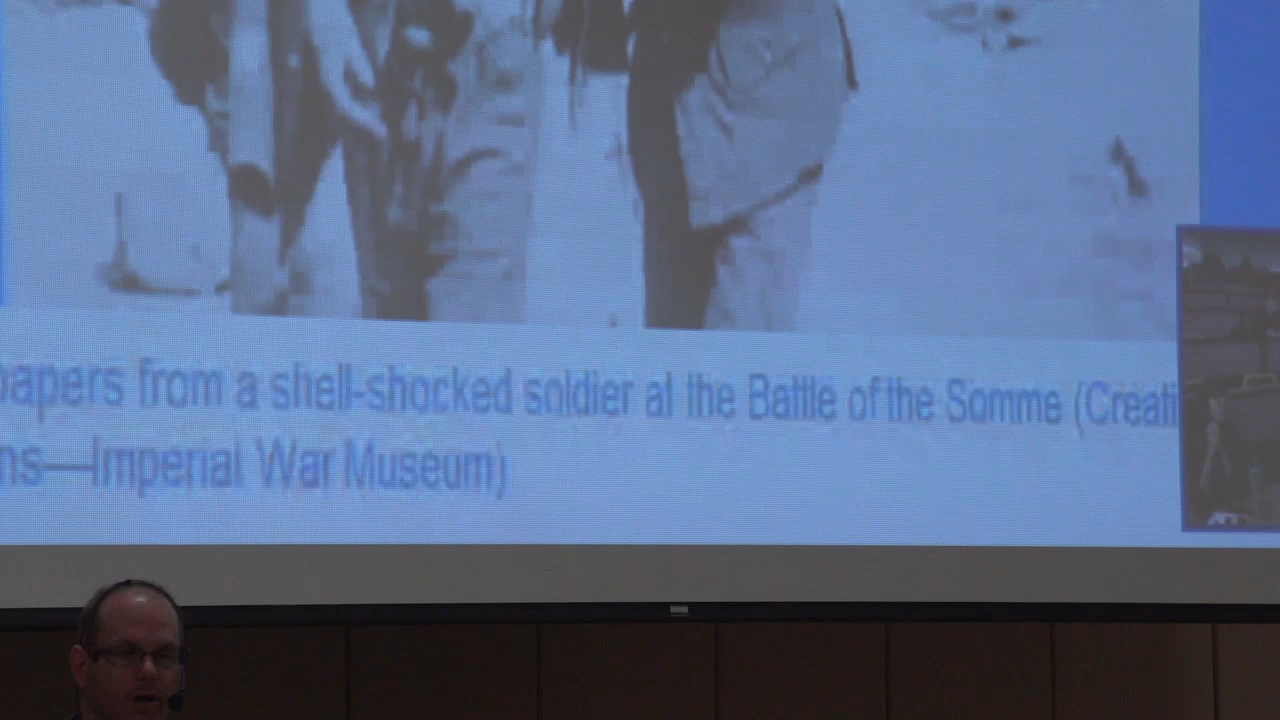 papers from a shell-shocked soldier at the Battle of the Somme (Creati
ns—Imperial War Museum)